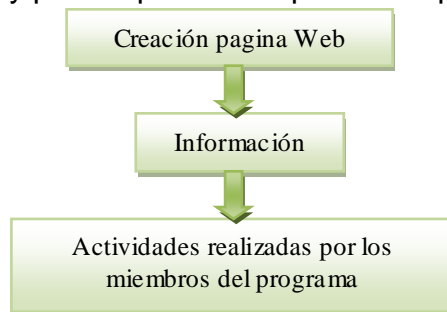 Creación pagina Web
Información
Actividades realizadas por los
miembros del programa